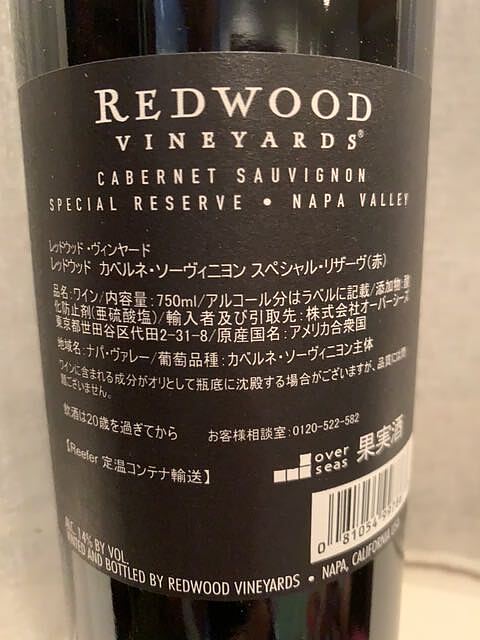 REDWOOD
VINEYARDS®
CABERNET SAUVIGNON
SPECIAL RESERVE • NAPA VALLEY
レッドウッド・ヴィンヤード
レッドウッド カベルネ・ソーヴィニヨン スペシャル・リザーヴ(赤)
品名:ワイン/内容量:750ml/アルコール分はラベルに記載/添加物:酸
化防止剤(亜硫酸塩)/輸入者及び引取先:株式会社オーバーシーズ
東京都世田谷区代田2-31-8/原産国名:アメリカ合衆国
地域名:ナパ・ヴァレー/葡萄品種:カベルネ・ソーヴィニヨン主体
ワインに含まれる成分がオリとして瓶底に沈殿する場合がございますが、品質には問
題ございません。
飲酒は20歳を過ぎてから お客様相談室:0120-522-582
【Reefer 定温コンテナ輸送】
over
seas
果実酒
ALC. 14% BY VOL.
VINTED AND BOTTLED BY REDWOOD VINEYARDS • NAPA, CALIFORNIA USA
0 81054